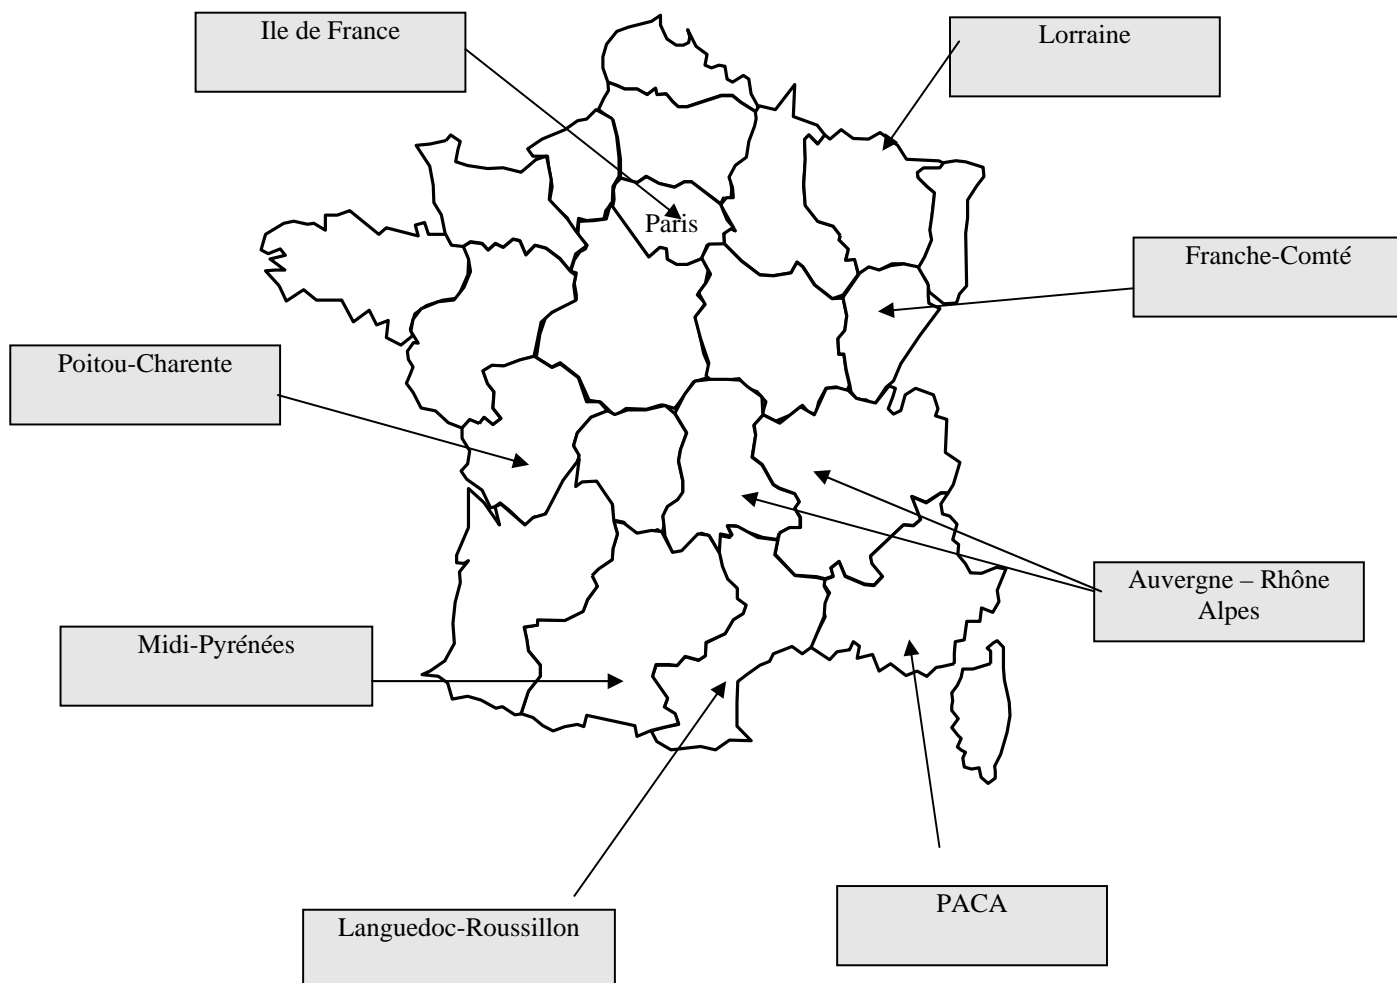 Ile de France
Lorraine
Paris
Franche-Comté
Poitou-Charente
Auvergne – Rhône
Alpes
Midi-Pyrénées
PACA
Languedoc-Roussillon